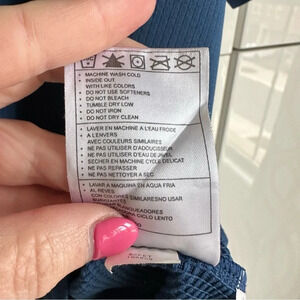 • MACHINE WASH COLD
INSIDE OUT
• WITH LIKE COLORS
• DO NOT USE SOFTENERS
• DO NOT BLEACH
• TUMBLE DRY LOW
• DO NOT IRON
• DO NOT DRY CLEAN
• LAVER EN MACHINE A L'EAU FROIDE
• A L'ENVERS
AVEC COULEURS SIMILAIRES
• NE PAS UTILISER D'ADOUCISSEUR
• NE PAS UTILISER D'EAU DE JAVEL
• SECHER EN MACHINE CYCLE DELICAT
• NE PAS REPASSER
• NE PAS NETTOYER A SEC
• LAVAR A MAQUINA EN AGUA FRIA
• AL REVES
CON COLORES SIMILARES NO USAR
BLANQUEADORES
CICLO LENTO